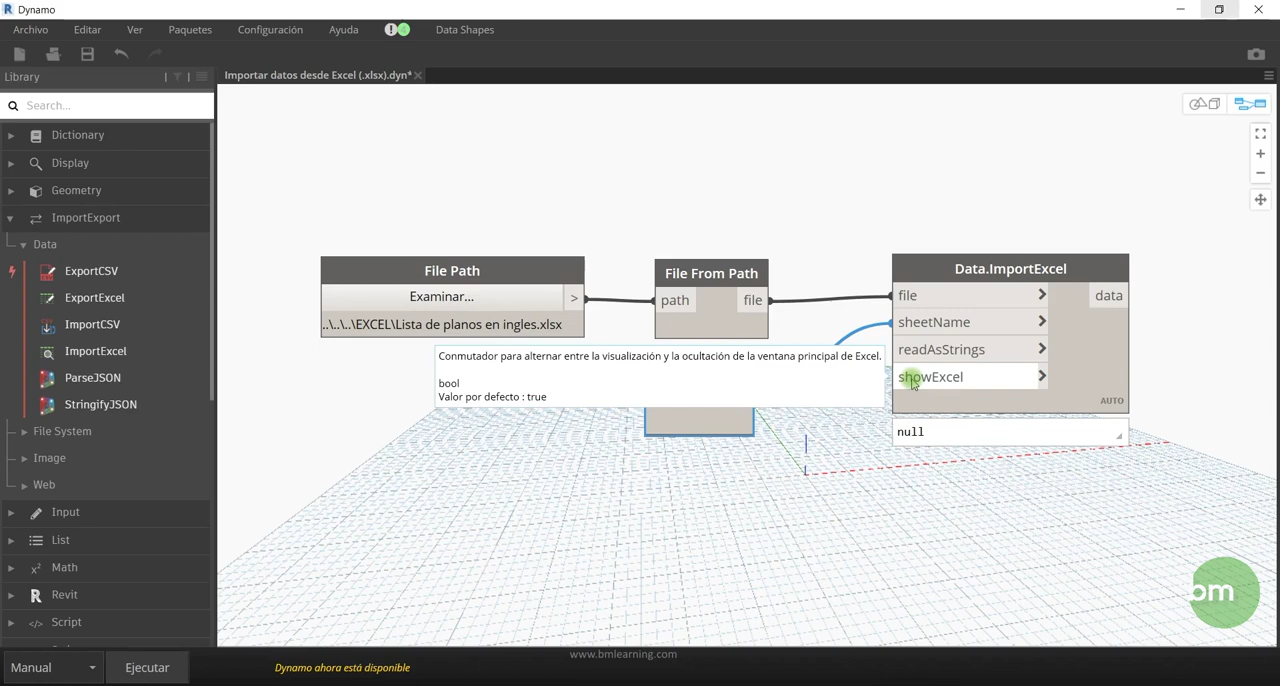 Dynamo
Archivo Editar Ver Paquetes Configuración Ayuda Data Shapes
Library
Importar datos desde Excel (.xlsx).dyn*
Search...
Dictionary
Display
Geometry
ImportExport
Data
ExportCSV
ExportExcel
ImportCSV
ImportExcel
ParseJSON
StringifyJSON
File System
Image
Web
Input
List
Math
Revit
Script
File Path
Examinar...
>
..\..\..\EXCEL\Lista de planos en ingles.xlsx
File From Path
path file
Data.ImportExcel
file data
sheetName
readAsStrings
showExcel
AUTO
null
Conmutador para alternar entre la visualización y la ocultación de la ventana principal de Excel.
bool
Valor por defecto : true
bm
www.bmlearning.com
Manual Ejecutar Dynamo ahora está disponible